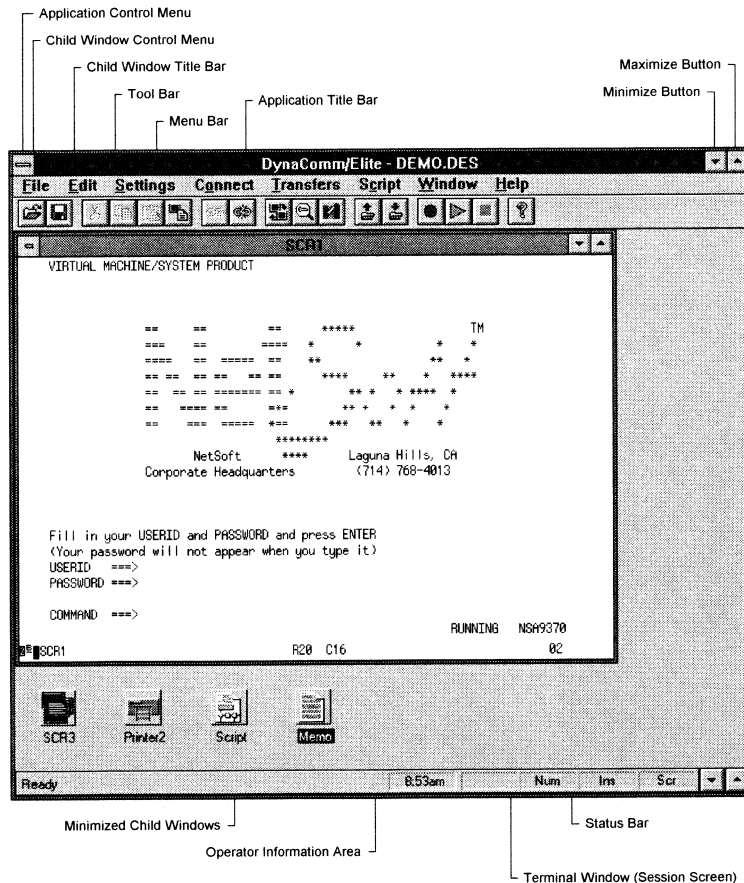 Application Control Menu
Child Window Control Menu
Child Window Title Bar
Maximize Button
Tool Bar
Minimize Button
Application Title Bar
Menu Bar
DynaComm/Elite - DEMO.DES
File Edit Settings Connect Transfers Script Window Help
SCR1
VIRTUAL MACHINE/SYSTEM PRODUCT
TM
NetSoft **** Laguna Hills, CA
Corporate Headquarters (714) 768-4013
Fill in your USERID and PASSWORD and press ENTER
(Your password will not appear when you type it)
USERID ===>
PASSWORD ===>
COMMAND ===>
RUNNING NSA9370
SCR1 R20 C16 02
SCR3 Printer2 Script Memo
Ready 8:53am Num Ins Scr
Minimized Child Windows
Status Bar
Operator Information Area
Terminal Window (Session Screen)